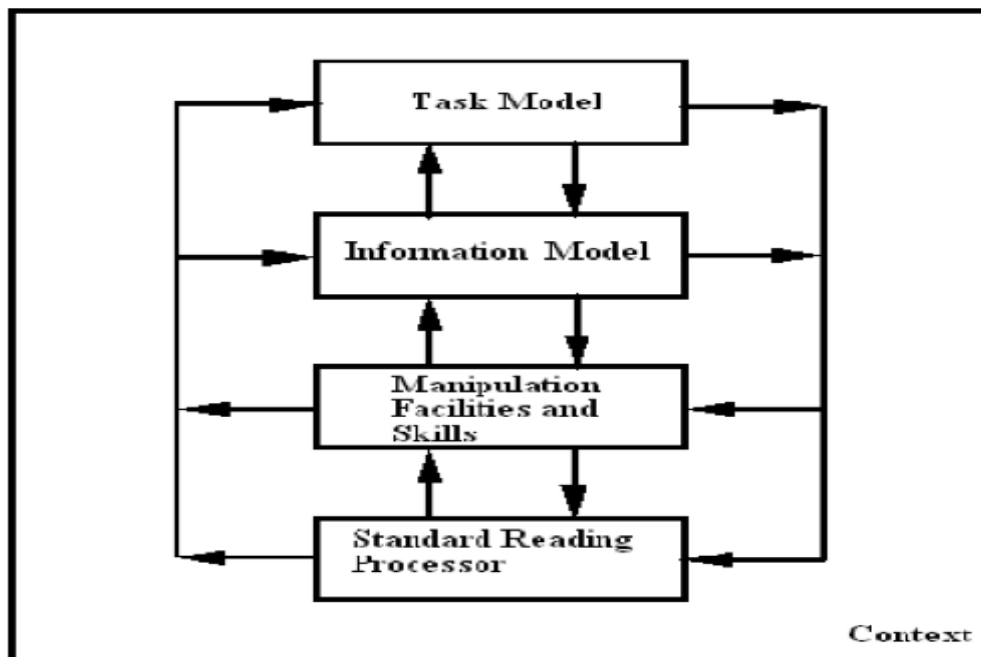 Task Model
Information Model
Manipulation
Facilities and
Skills
Standard Reading
Processor
Context